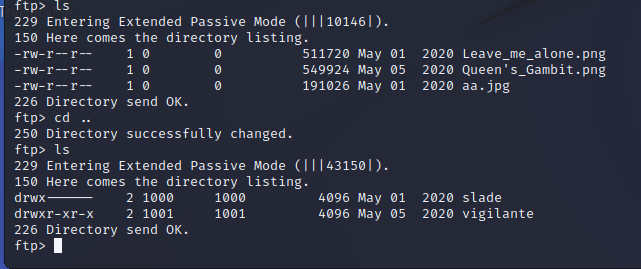 ftp> ls
229 Entering Extended Passive Mode (|||10146|).
150 Here comes the directory listing.
-rw-r--r-- 1 0 0 511720 May 01 2020 Leave_me_alone.png
-rw-r--r-- 1 0 0 549924 May 05 2020 Queen's_Gambit.png
-rw-r--r-- 1 0 0 191026 May 01 2020 aa.jpg
226 Directory send OK.
ftp> cd ..
250 Directory successfully changed.
ftp> ls
229 Entering Extended Passive Mode (|||43150|).
150 Here comes the directory listing.
drwx------ 2 1000 1000 4096 May 01 2020 slade
drwxr-xr-x 2 1001 1001 4096 May 05 2020 vigilante
226 Directory send OK.
ftp>